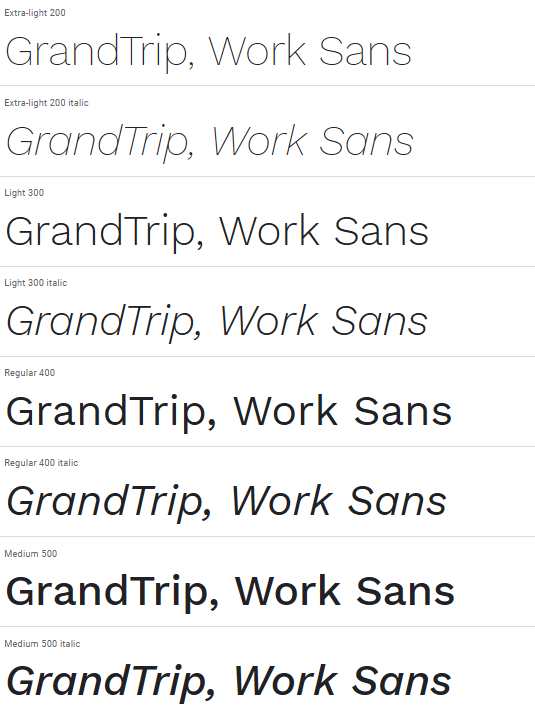 Extra-light 200
GrandTrip, Work Sans
Extra-light 200 italic
GrandTrip, Work Sans
Light 300
GrandTrip, Work Sans
Light 300 italic
GrandTrip, Work Sans
Regular 400
GrandTrip, Work Sans
Regular 400 italic
GrandTrip, Work Sans
Medium 500
GrandTrip, Work Sans
Medium 500 italic
GrandTrip, Work Sans